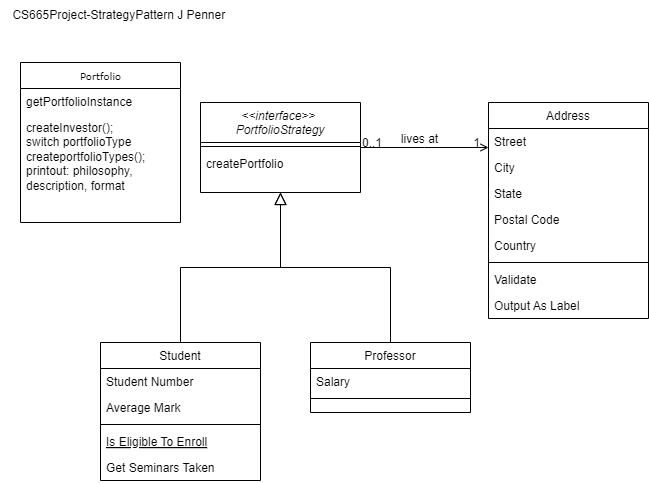 CS665Project-StrategyPattern J Penner
Portfolio
getPortfolioInstance
createInvestor();
switch portfolioType
createportfolioTypes();
printout: philosophy,
description, format
<<interface>>
PortfolioStrategy
createPortfolio
0..1 lives at 1
Address
Street
City
State
Postal Code
Country
Validate
Output As Label
Student
Student Number
Average Mark
Is Eligible To Enroll
Get Seminars Taken
Professor
Salary